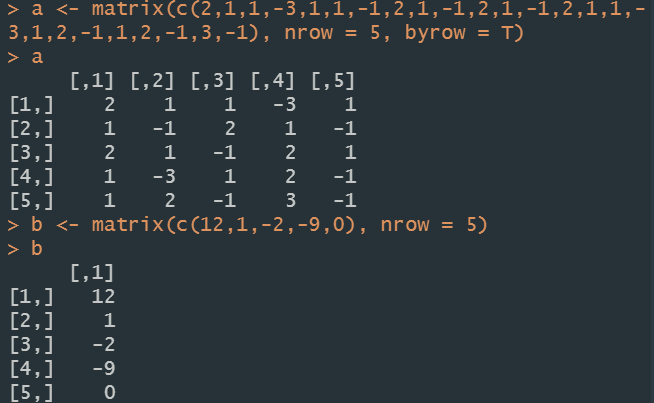 > a <- matrix(c(2,1,1,-3,1,1,-1,2,1,-1,2,1,-1,2,1,1,-
3,1,2,-1,1,2,-1,3,-1), nrow = 5, byrow = T)
> a
     [,1] [,2] [,3] [,4] [,5]
[1,]    2    1    1   -3    1
[2,]    1   -1    2    1   -1
[3,]    2    1   -1    2    1
[4,]    1   -3    1    2   -1
[5,]    1    2   -1    3   -1
> b <- matrix(c(12,1,-2,-9,0), nrow = 5)
> b
     [,1]
[1,]   12
[2,]    1
[3,]   -2
[4,]   -9
[5,]    0